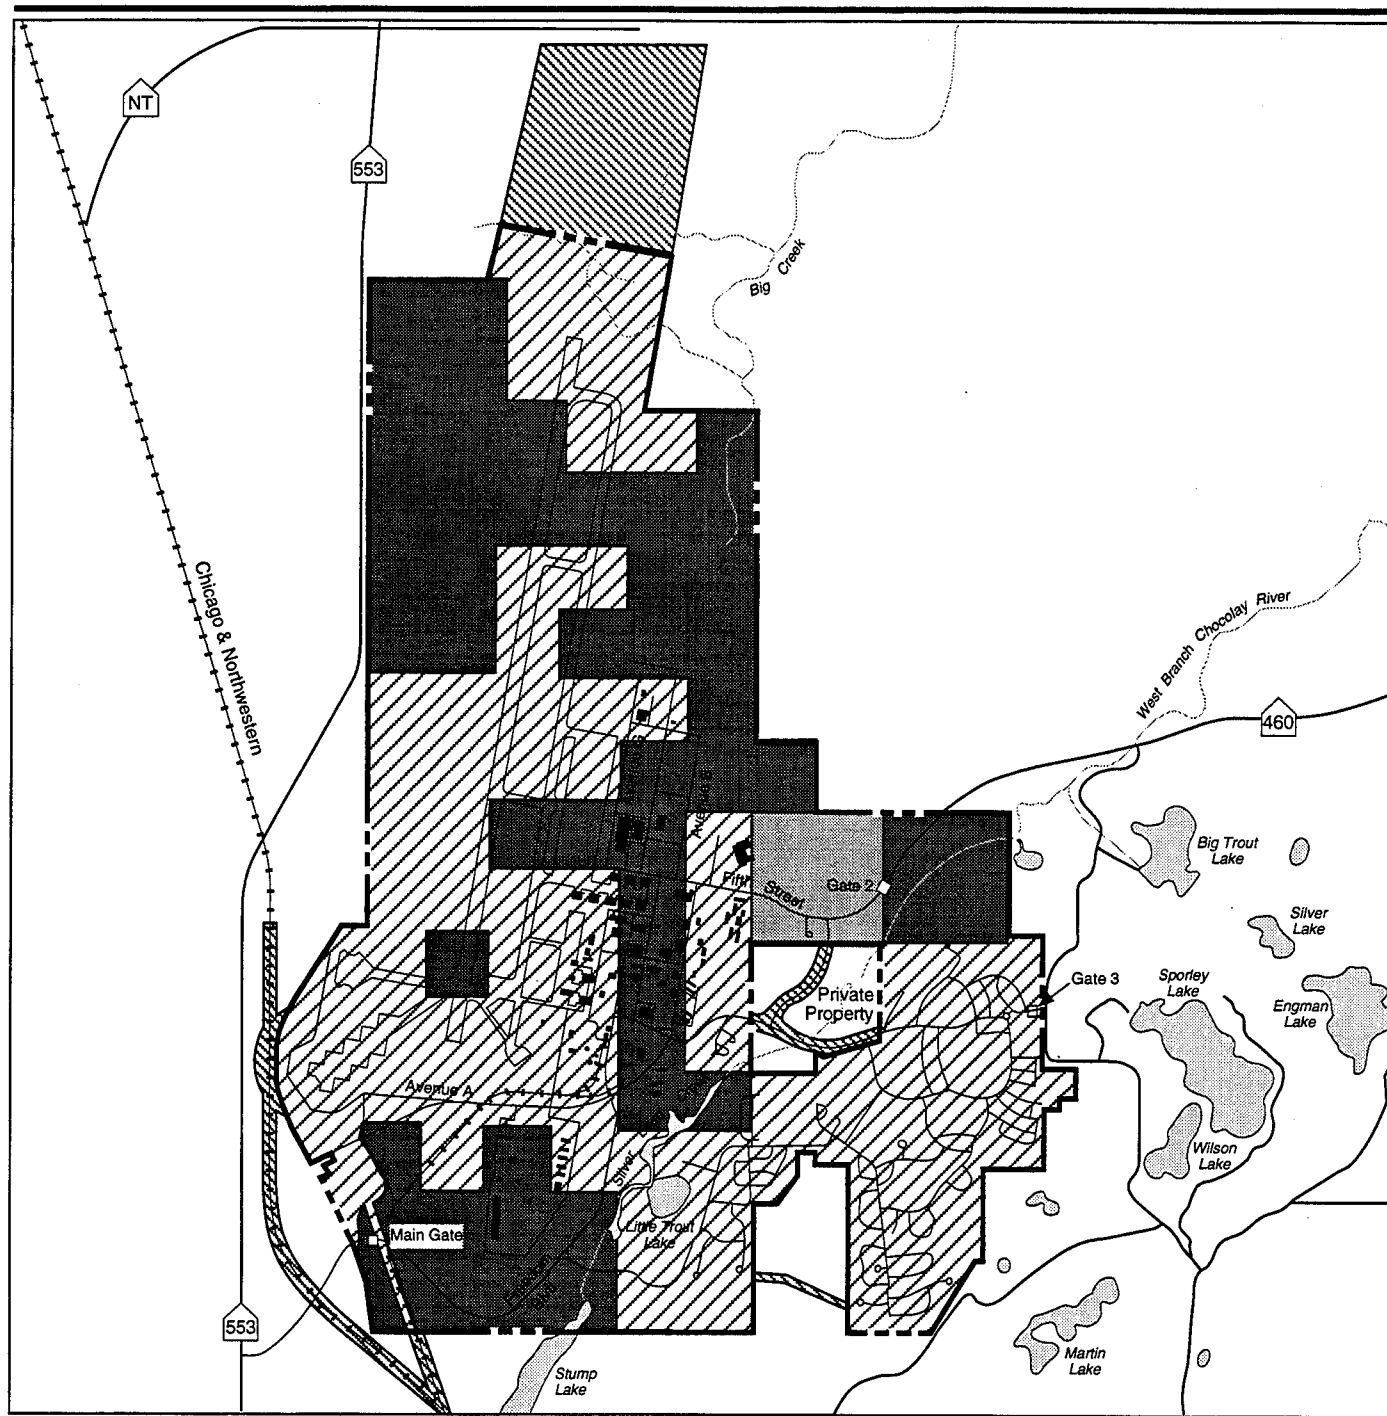 NT
553
Big Creek
Chicago & Northwestern
West Branch Chocolay River
460
Avenue B
Big Trout
Lake
Fifth Street
Gate 2
Silver
Lake
Sporley
Lake
Gate 3
Engman
Lake
Private
Property
Avenue A
Silver
Wilson
Lake
Little Trout
Lake
Main Gate
553
Martin
Lake
Stump
Lake